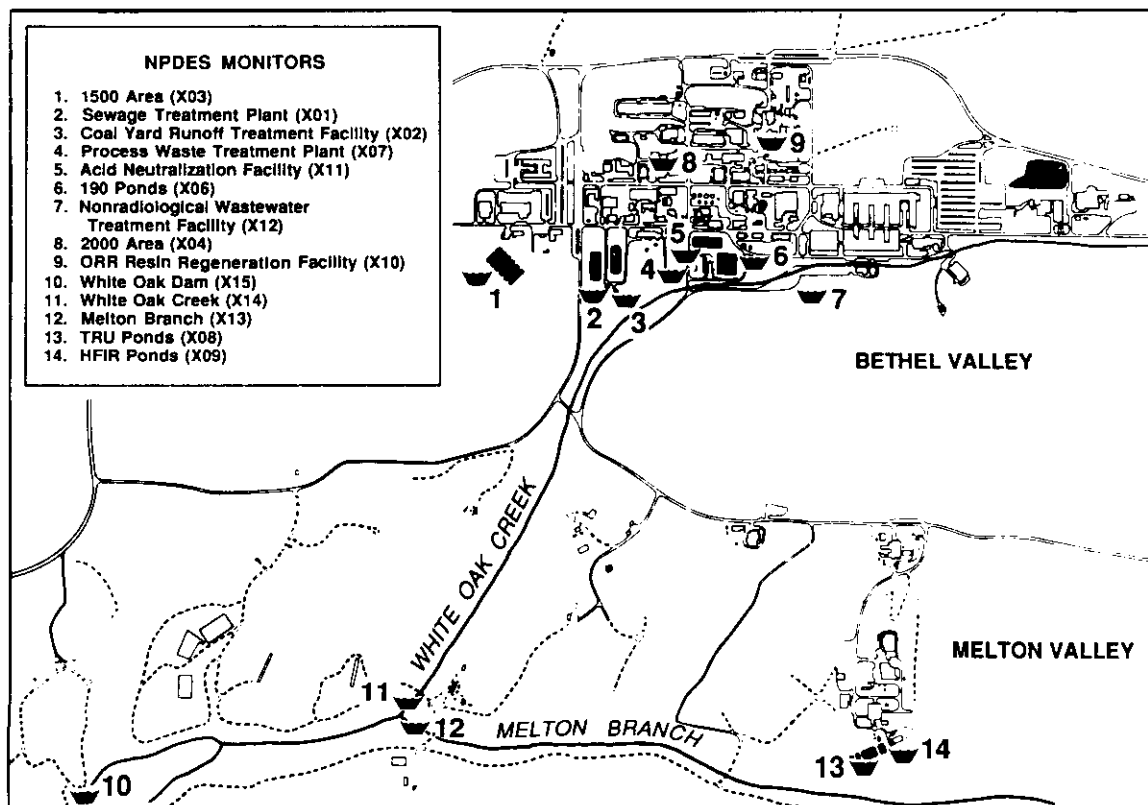 NPDES MONITORS
1. 1500 Area (X03)
2. Sewage Treatment Plant (X01)
3. Coal Yard Runoff Treatment Facility (X02)
4. Process Waste Treatment Plant (X07)
5. Acid Neutralization Facility (X11)
6. 190 Ponds (X06)
7. Nonradiological Wastewater
Treatment Facility (X12)
8. 2000 Area (X04)
9. ORR Resin Regeneration Facility (X10)
10. White Oak Dam (X15)
11. White Oak Creek (X14)
12. Melton Branch (X13)
13. TRU Ponds (X08)
14. HFIR Ponds (X09)
9
8
5
6
4
1
2
3
7
BETHEL VALLEY
WHITE OAK CREEK
MELTON VALLEY
11
12
MELTON BRANCH
13
14
10